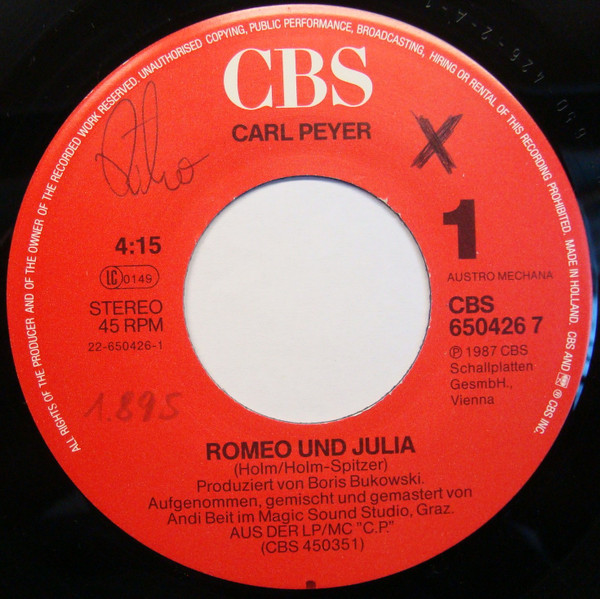 ALL RIGHTS OF THE PRODUCER AND OF THE OWNER OF THE RECORDED WORK RESERVED. UNAUTHORISED COPYING, PUBLIC PERFORMANCE, BROADCASTING, HIRING OR RENTAL OF THIS RECORDING PROHIBITED. MADE IN HOLLAND. CBS AND ® CBS INC.
CBS
CARL PEYER
X
4:15
LC 0149
STEREO
45 RPM
22-650426-1
1
AUSTRO MECHANA
CBS
650426 7
℗ 1987 CBS
Schallplatten
GesmbH.,
Vienna
1.895
ROMEO UND JULIA
(Holm/Holm-Spitzer)
Produziert von Boris Bukowski.
Aufgenommen, gemischt und gemastert von
Andi Beit im Magic Sound Studio, Graz.
AUS DER LP/MC "C.P."
(CBS 450351)